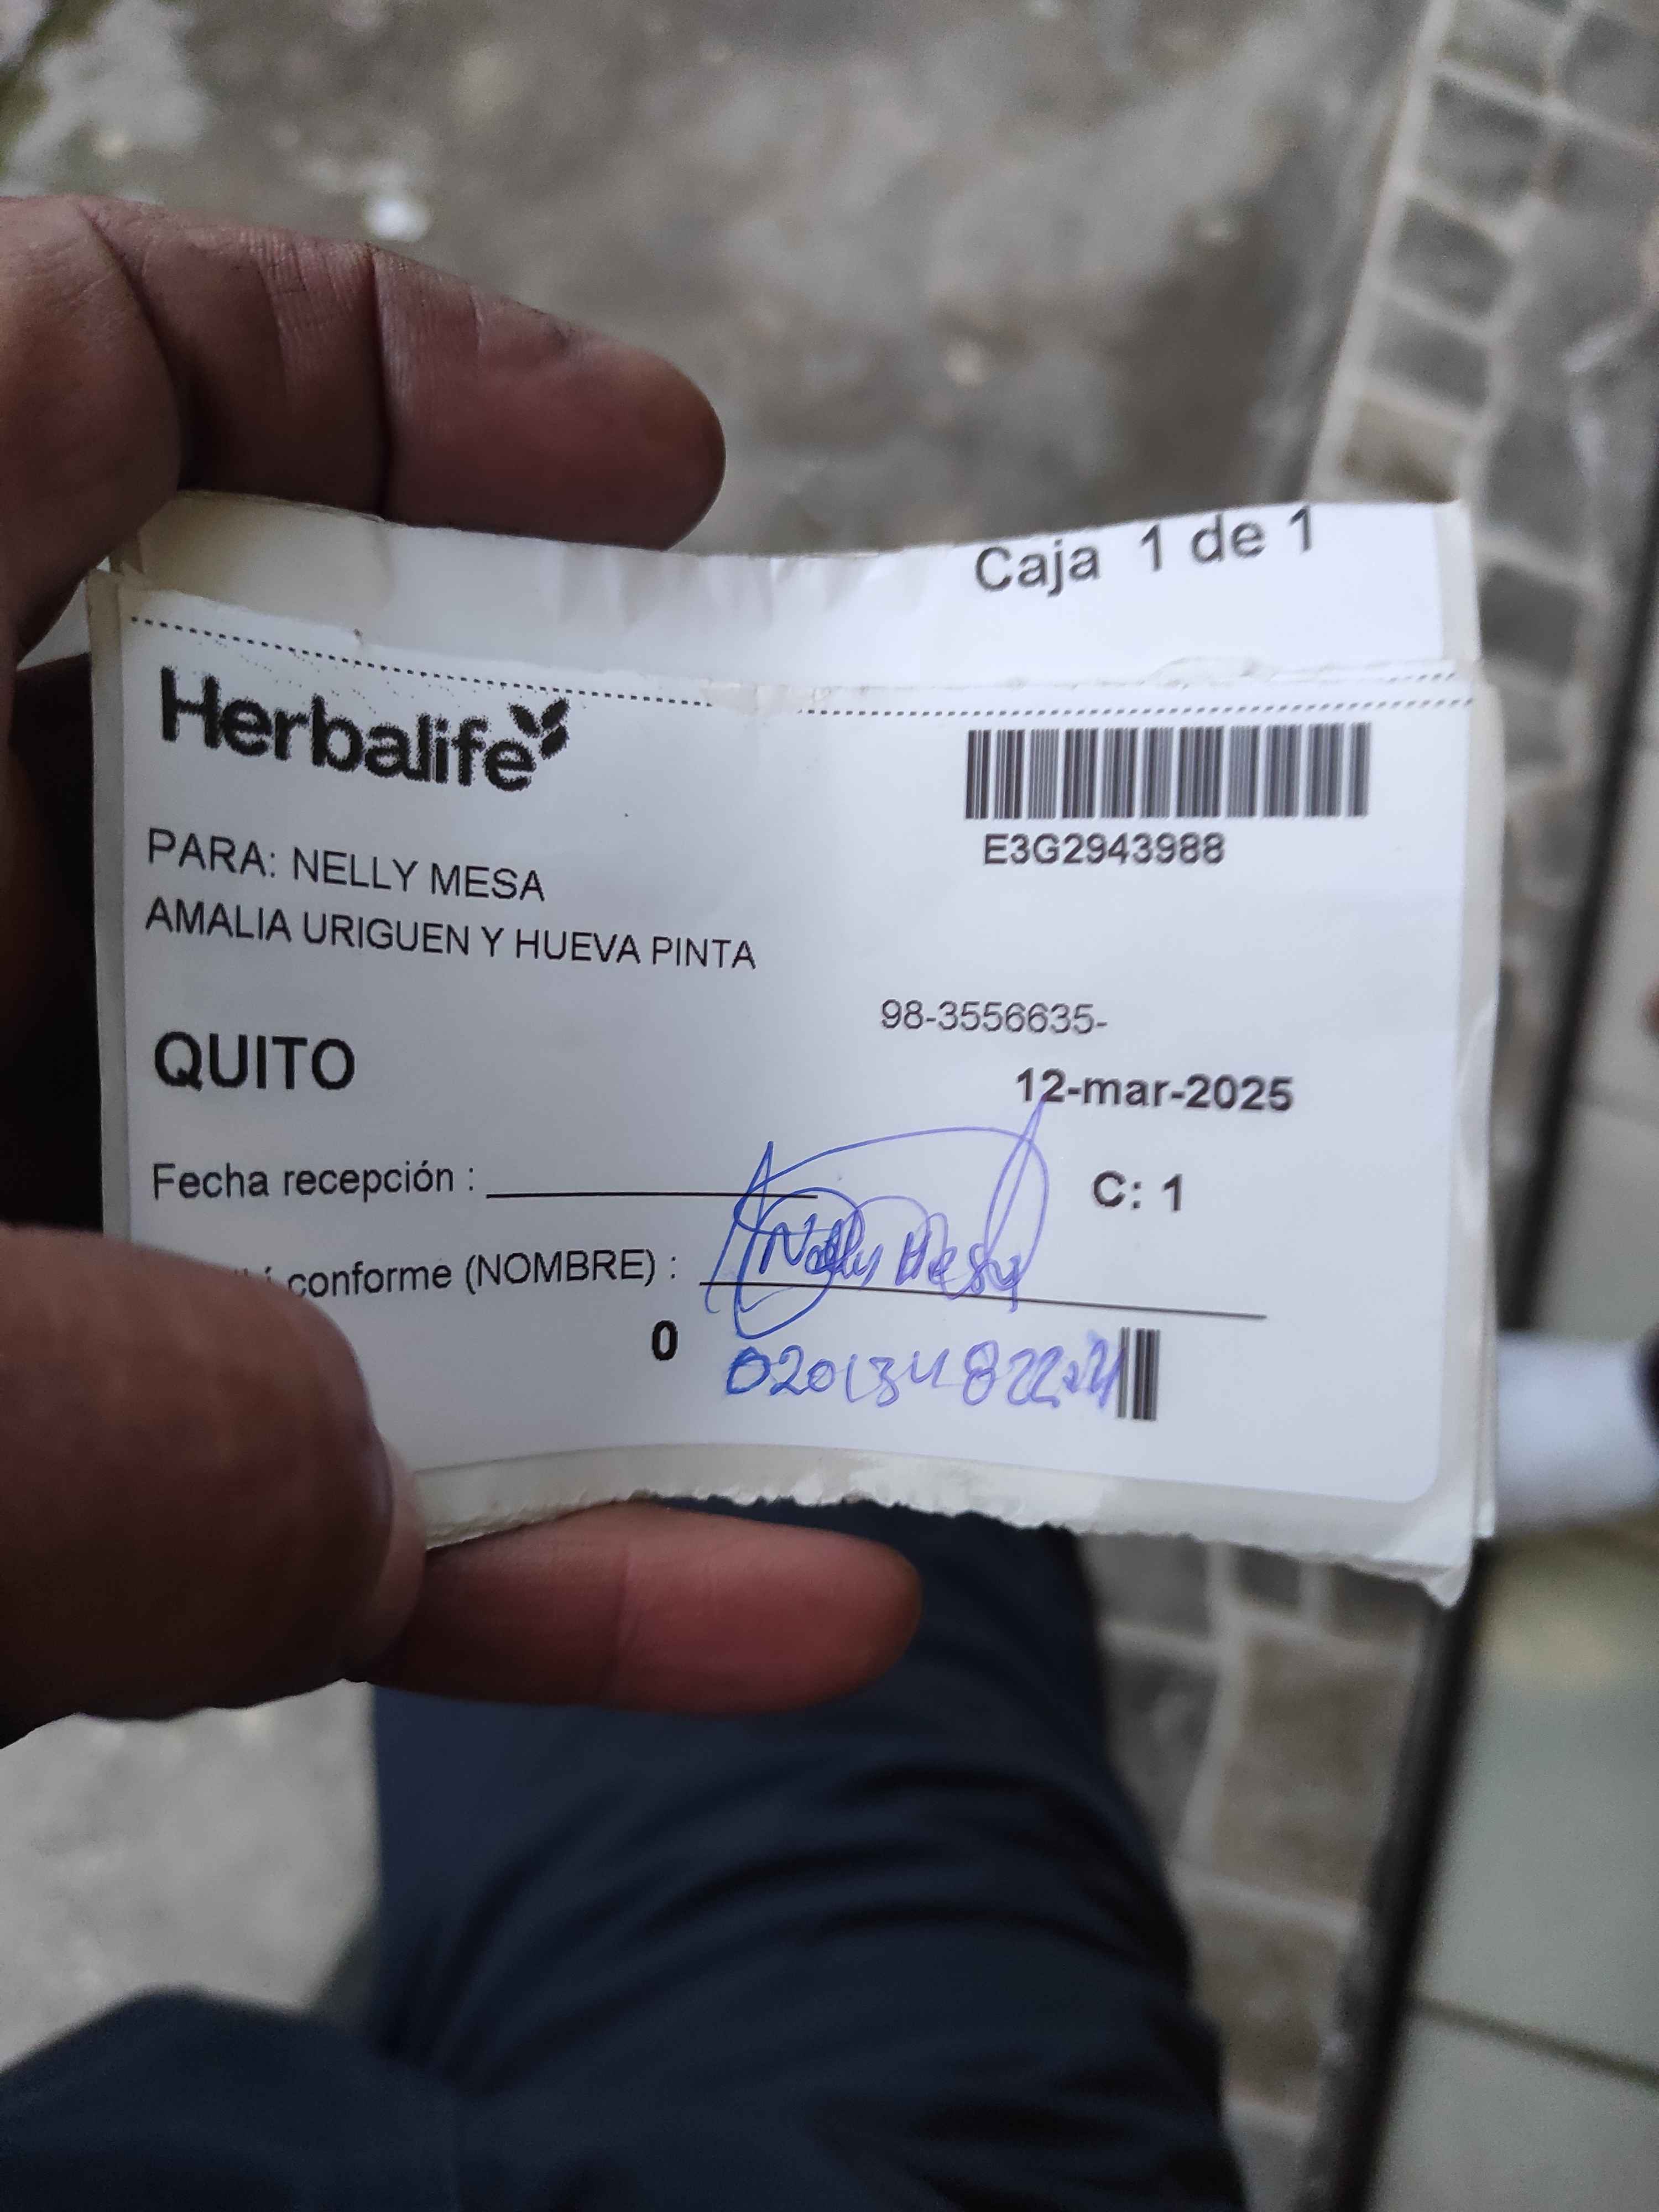 Caja 1 de 1
Herbalife
E3G2943988
PARA: NELLY MESA
AMALIA URIGUEN Y HUEVA PINTA
98-3556635-
QUITO
12-mar-2025
Fecha recepción :
C: 1
conforme (NOMBRE) : Nelly Mesa
0